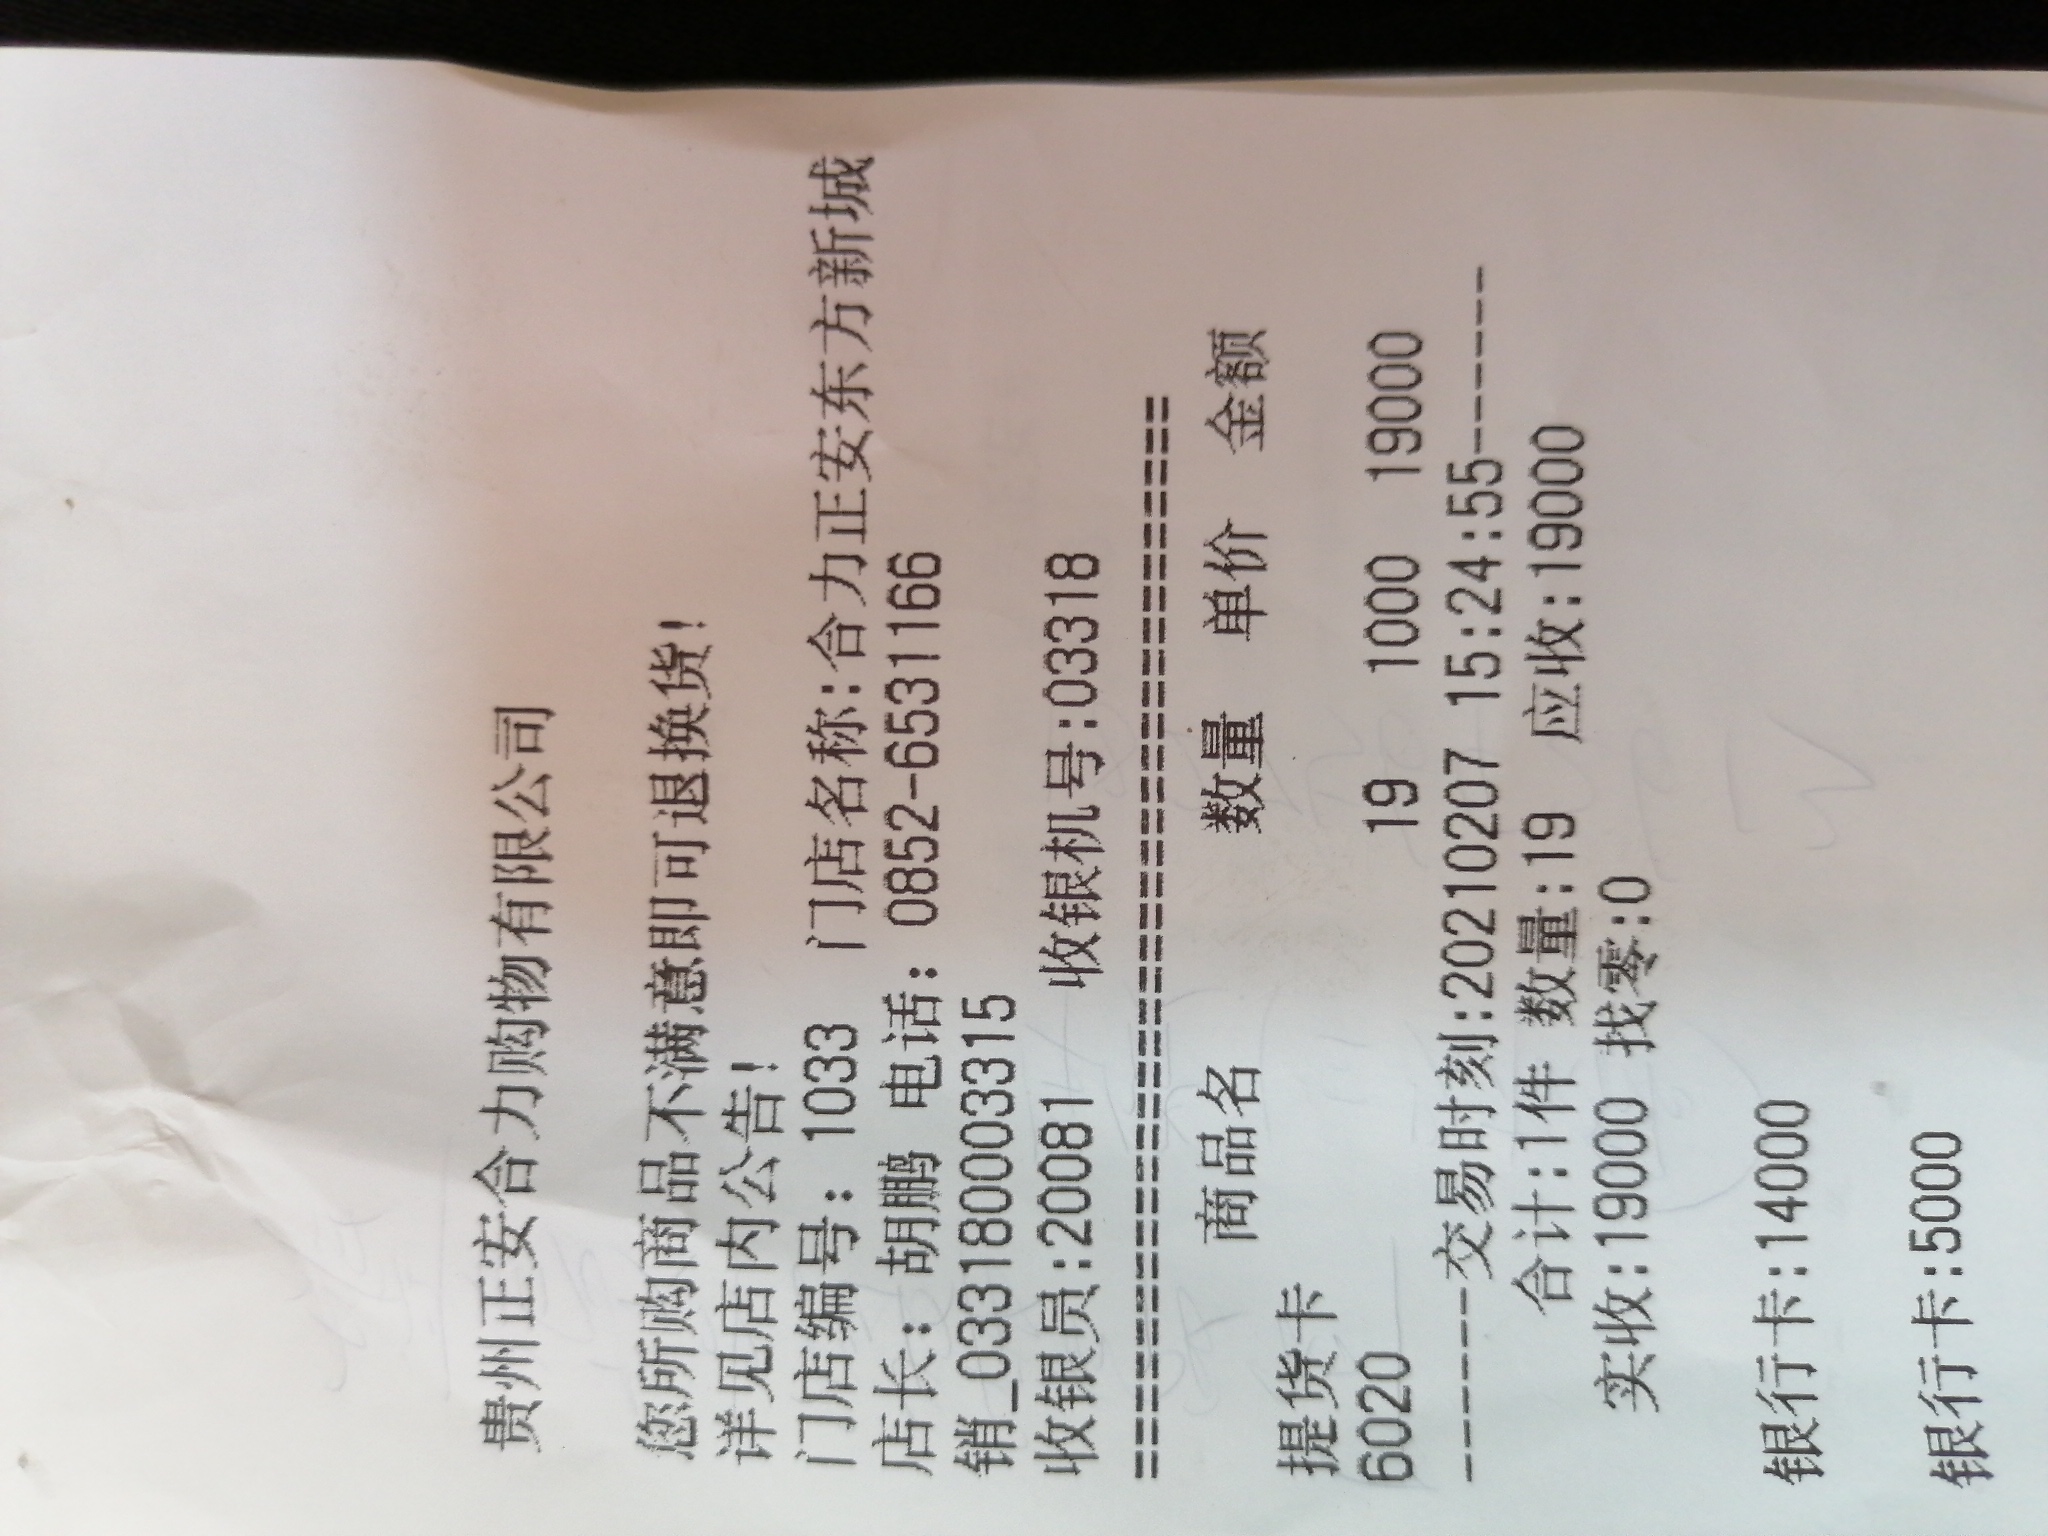 贵州正安合力购物有限公司
您所购商品不满意即可退换货!
详见店内公告!
门店编号: 1033 门店名称:合力正安东方新城
店长: 胡鹏 电话: 0852-6531166
销_033180003315
收银员:20081 收银机号:03318
==============================================
商品名 数量 单价 金额
提货卡
6020 19 1000 19000
--------交易时刻:20210207 15:24:55--------
合计:1件 数量:19 应收:19000
实收:19000 找零:0
银行卡:14000
银行卡:5000